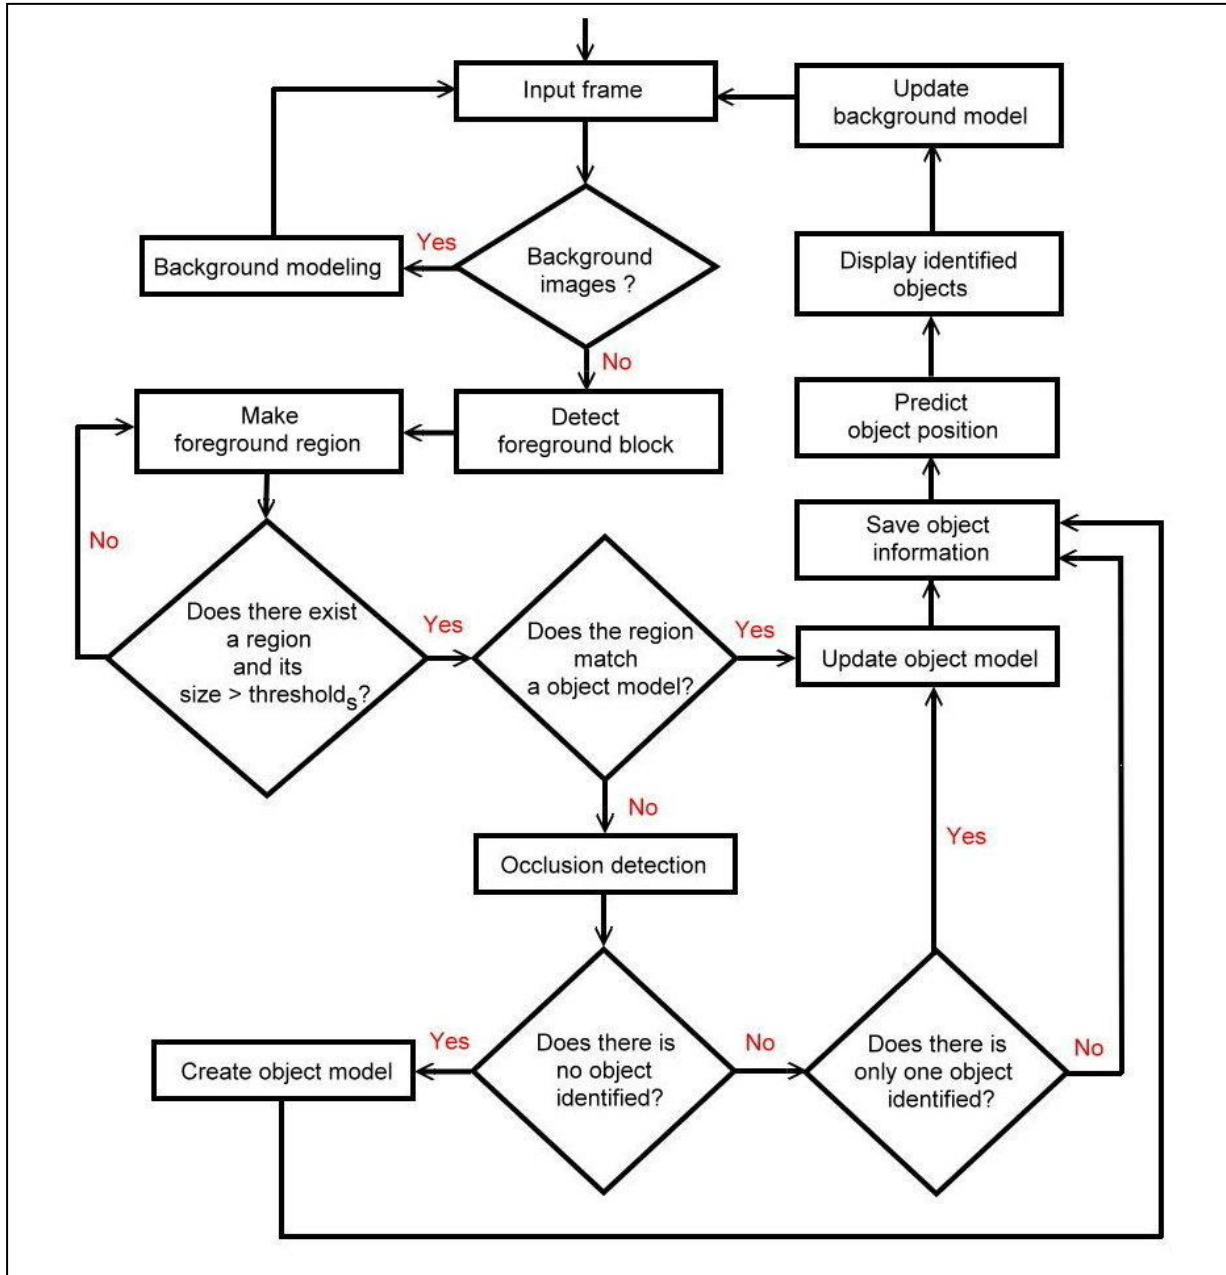 Input frame
Update
background model
Yes
Background modeling
Background
images ?
Display identified
objects
No
Make
foreground region
Detect
foreground block
Predict
object position
Save object
information
No
Does there exist
a region
and its
size > thresholds?
Yes
Does the region
match
a object model?
Yes
Update object model
No
Occlusion detection
Yes
Yes
Create object model
Does there is
no object
identified?
No
Does there is
only one object
identified?
No